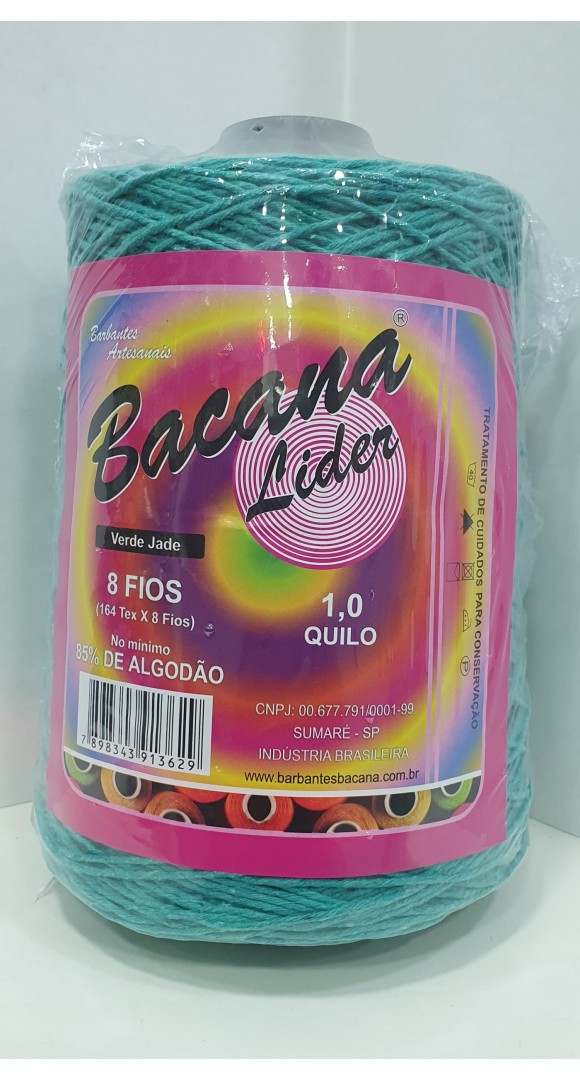 Barbantes
Artesanais
Bacana ®
Lider
Verde Jade
8 FIOS
(164 Tex X 8 Fios)
No mínimo
85% DE ALGODÃO
1,0
QUILO
7 898343 913629
CNPJ: 00.677.791/0001-99
SUMARÉ - SP
INDÚSTRIA BRASILEIRA
www.barbantesbacana.com.br
TRATAMENTO DE CUIDADOS PARA CONSERVAÇÃO
40
P